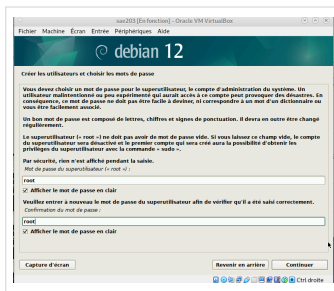 sax203 [En fonction] - Oracle VM VirtualBox
Fichier Machine Écran Entrée Périphériques Aide
debian 12
Créer les utilisateurs et choisir les mots de passe
Vous devez choisir un mot de passe pour le superutilisateur, le compte d'administration du système. Un
utilisateur malintentionné ou peu expérimenté qui aurait accès à ce compte peut provoquer des désastres. En
conséquence, ce mot de passe ne doit pas être facile à deviner, ni correspondre à un mot d'un dictionnaire ou
vous être facilement associé.
Un bon mot de passe est composé de lettres, chiffres et signes de ponctuation. Il devra en outre être changé
régulièrement.
Le superutilisateur (« root ») ne doit pas avoir de mot de passe vide. Si vous laissez ce champ vide, le compte
du superutilisateur sera désactivé et le premier compte qui sera créé aura la possibilité d'obtenir les
privilèges du superutilisateur avec la commande « sudo ».
Par sécurité, rien n'est affiché pendant la saisie.
Mot de passe du superutilisateur (« root ») :
root
Afficher le mot de passe en clair
Veuillez entrer à nouveau le mot de passe du superutilisateur afin de vérifier qu'il a été saisi correctement.
Confirmation du mot de passe :
root
Afficher le mot de passe en clair
Capture d'écran
Revenir en arrière
Continuer
Ctrl droite